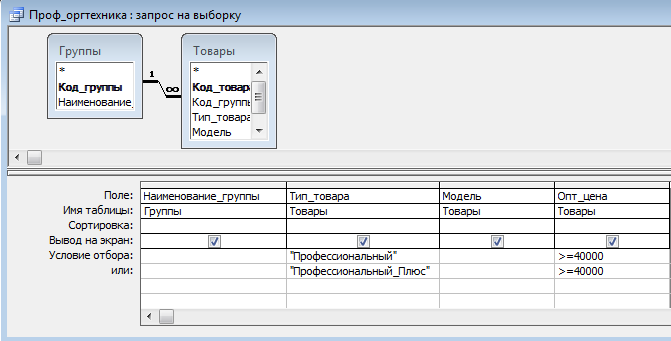 Проф_оргтехника : запрос на выборку
Группы
*
Код_группы
Наименование_
1
∞
Товары
*
Код_товара
Код_группы
Тип_товара
Модель
Поле: Наименование_группы Тип_товара Модель Опт_цена
Имя таблицы: Группы Товары Товары Товары
Сортировка:
Вывод на экран:
Условие отбора: "Профессиональный" >=40000
или: "Профессиональный_Плюс" >=40000